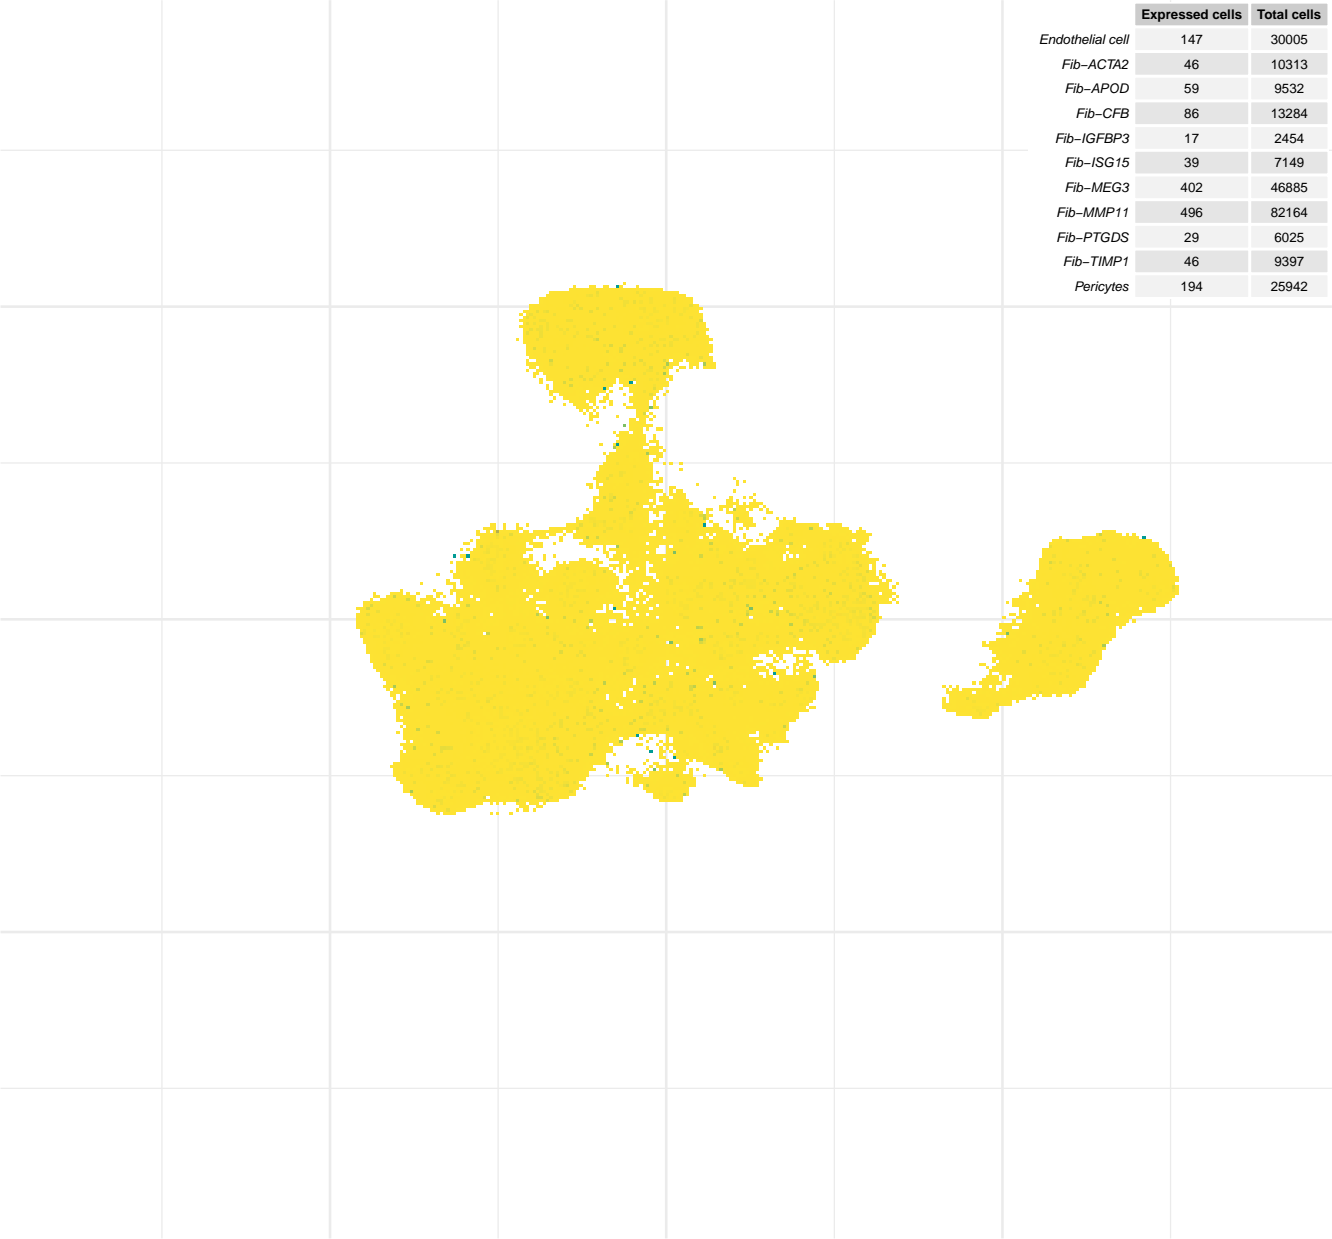 Expressed cells Total cells
Endothelial cell 147 30005
Fib−ACTA2 46 10313
Fib−APOD 59 9532
Fib−CFB 86 13284
Fib−IGFBP3 17 2454
Fib−ISG15 39 7149
Fib−MEG3 402 46885
Fib−MMP11 496 82164
Fib−PTGDS 29 6025
Fib−TIMP1 46 9397
Pericytes 194 25942